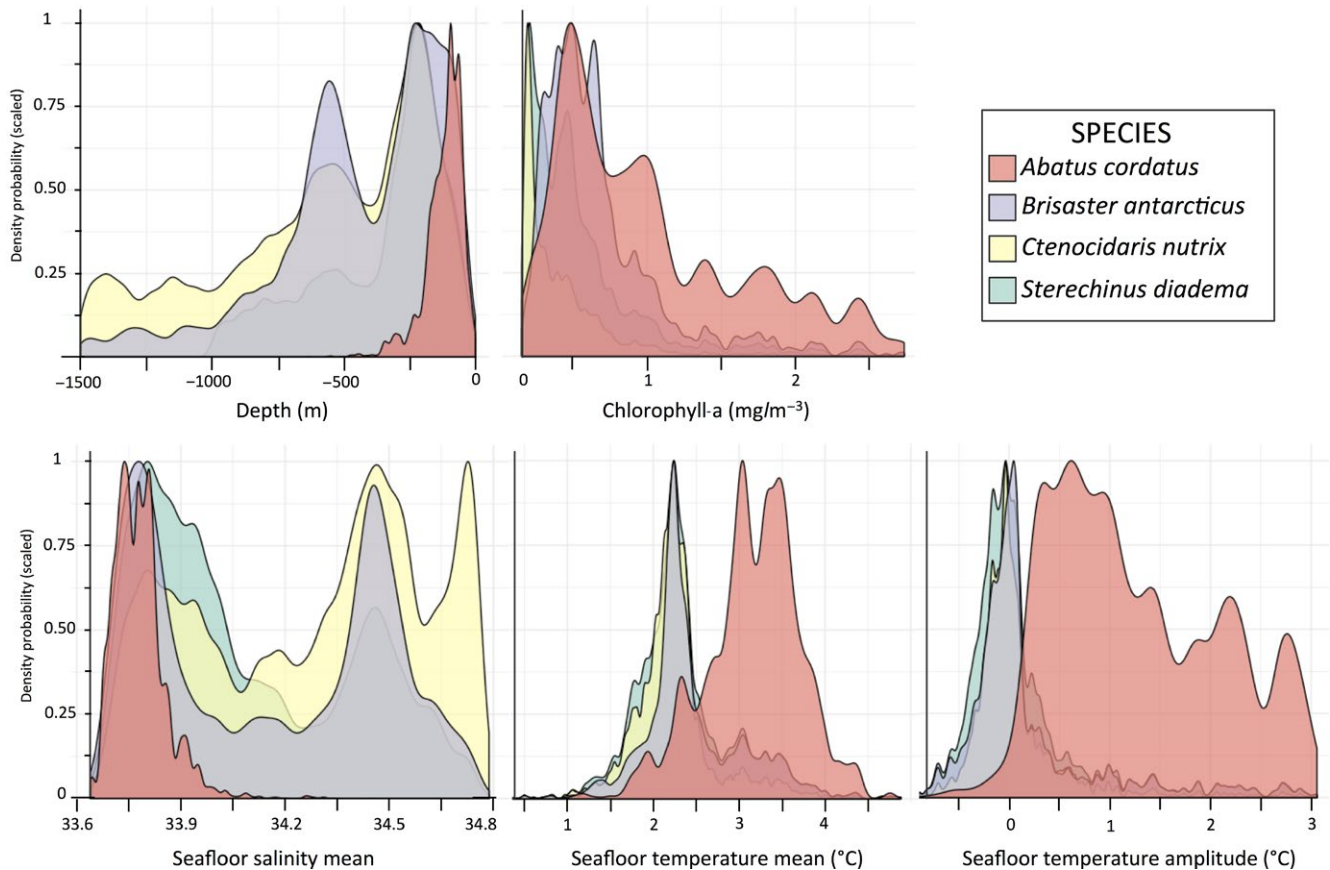 Density probability (scaled)
1
0.75
0.50
0.25
−1500
−1000
−500
0
Depth (m)
0
1
2
Chlorophyll-a (mg/m⁻³)
SPECIES
Abatus cordatus
Brisaster antarcticus
Ctenocidaris nutrix
Sterechinus diadema
Density probability (scaled)
1
0.75
0.50
0.25
0
33.6
33.9
34.2
34.5
34.8
Seafloor salinity mean
1
2
3
4
Seafloor temperature mean (°C)
0
1
2
3
Seafloor temperature amplitude (°C)